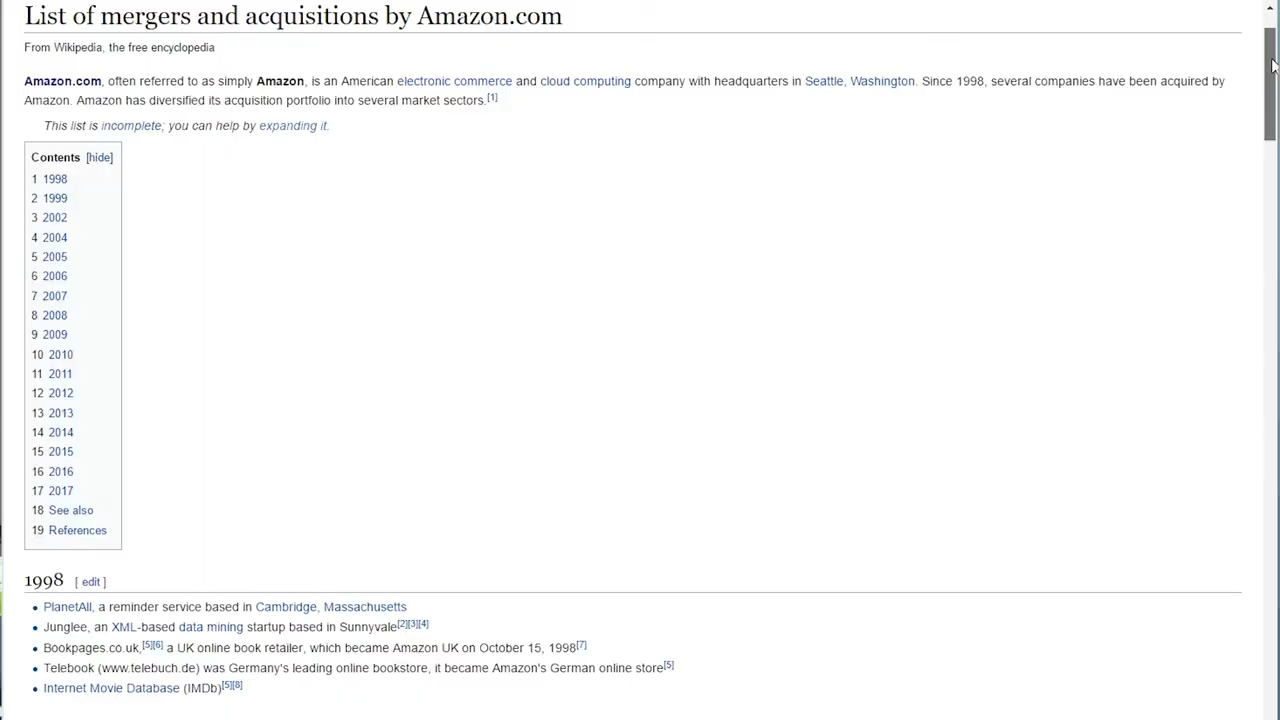 List of mergers and acquisitions by Amazon.com
From Wikipedia, the free encyclopedia
Amazon.com, often referred to as simply Amazon, is an American electronic commerce and cloud computing company with headquarters in Seattle, Washington. Since 1998, several companies have been acquired by
Amazon. Amazon has diversified its acquisition portfolio into several market sectors.[1]
This list is incomplete; you can help by expanding it.
Contents [hide]
1 1998
2 1999
3 2002
4 2004
5 2005
6 2006
7 2007
8 2008
9 2009
10 2010
11 2011
12 2012
13 2013
14 2014
15 2015
16 2016
17 2017
18 See also
19 References
1998 [ edit ]
• PlanetAll, a reminder service based in Cambridge, Massachusetts
• Junglee, an XML-based data mining startup based in Sunnyvale[2][3][4]
• Bookpages.co.uk,[5][6] a UK online book retailer, which became Amazon UK on October 15, 1998[7]
• Telebook (www.telebuch.de) was Germany's leading online bookstore, it became Amazon's German online store[5]
• Internet Movie Database (IMDb)[5][8]